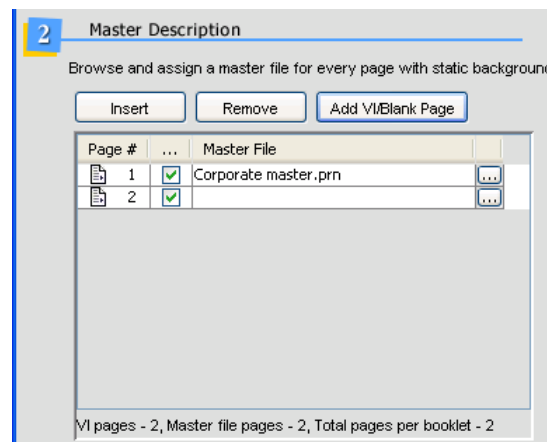 2 Master Description
Browse and assign a master file for every page with static
Insert Remove Add VI/Blank Page
Page # ... Master File
1 Corporate master.prn ...
2 ...
VI pages - 2, Master file pages - 2, Total pages per booklet - 2